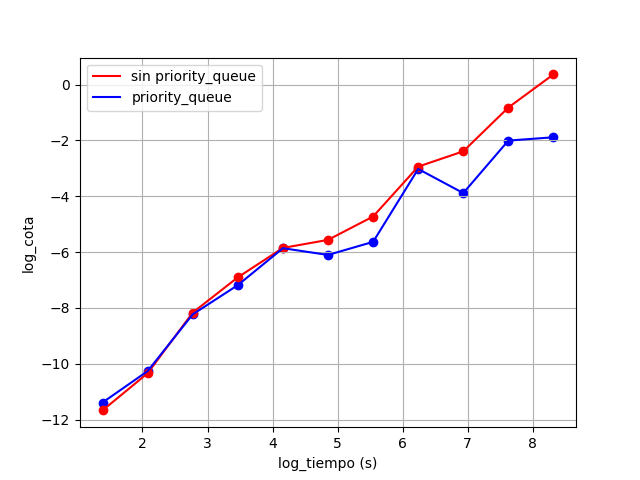 sin priority_queue
priority_queue
0
−2
−4
−6
−8
−10
−12
log_cota
2 3 4 5 6 7 8
log_tiempo (s)